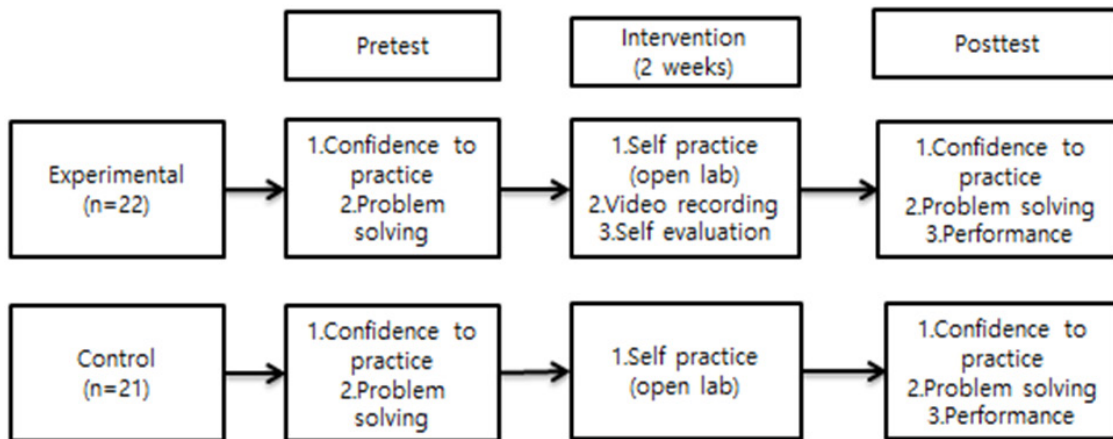 Pretest
Intervention
(2 weeks)
Posttest
Experimental
(n=22)
1.Confidence to
practice
2.Problem
solving
1.Self practice
(open lab)
2.Video recording
3.Self evaluation
1.Confidence to
practice
2.Problem solving
3.Performance
Control
(n=21)
1.Confidence to
practice
2.Problem
solving
1.Self practice
(open lab)
1.Confidence to
practice
2.Problem solving
3.Performance